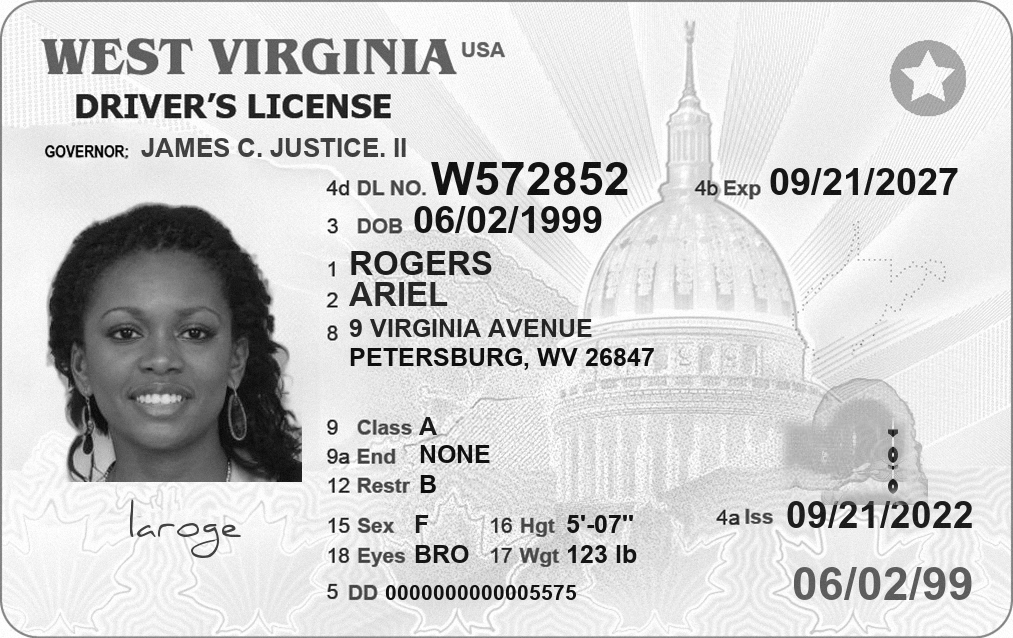 WEST VIRGINIA USA
DRIVER'S LICENSE
GOVERNOR: JAMES C. JUSTICE. II
4d DL NO. W572852 4b Exp 09/21/2027
3 DOB 06/02/1999
1 ROGERS
2 ARIEL
8 9 VIRGINIA AVENUE
PETERSBURG, WV 26847
9 Class A
9a End NONE
12 Restr B
15 Sex F 16 Hgt 5'-07"
4a Iss 09/21/2022
18 Eyes BRO 17 Wgt 123 lb
5 DD 0000000000005575
06/02/99
laroge